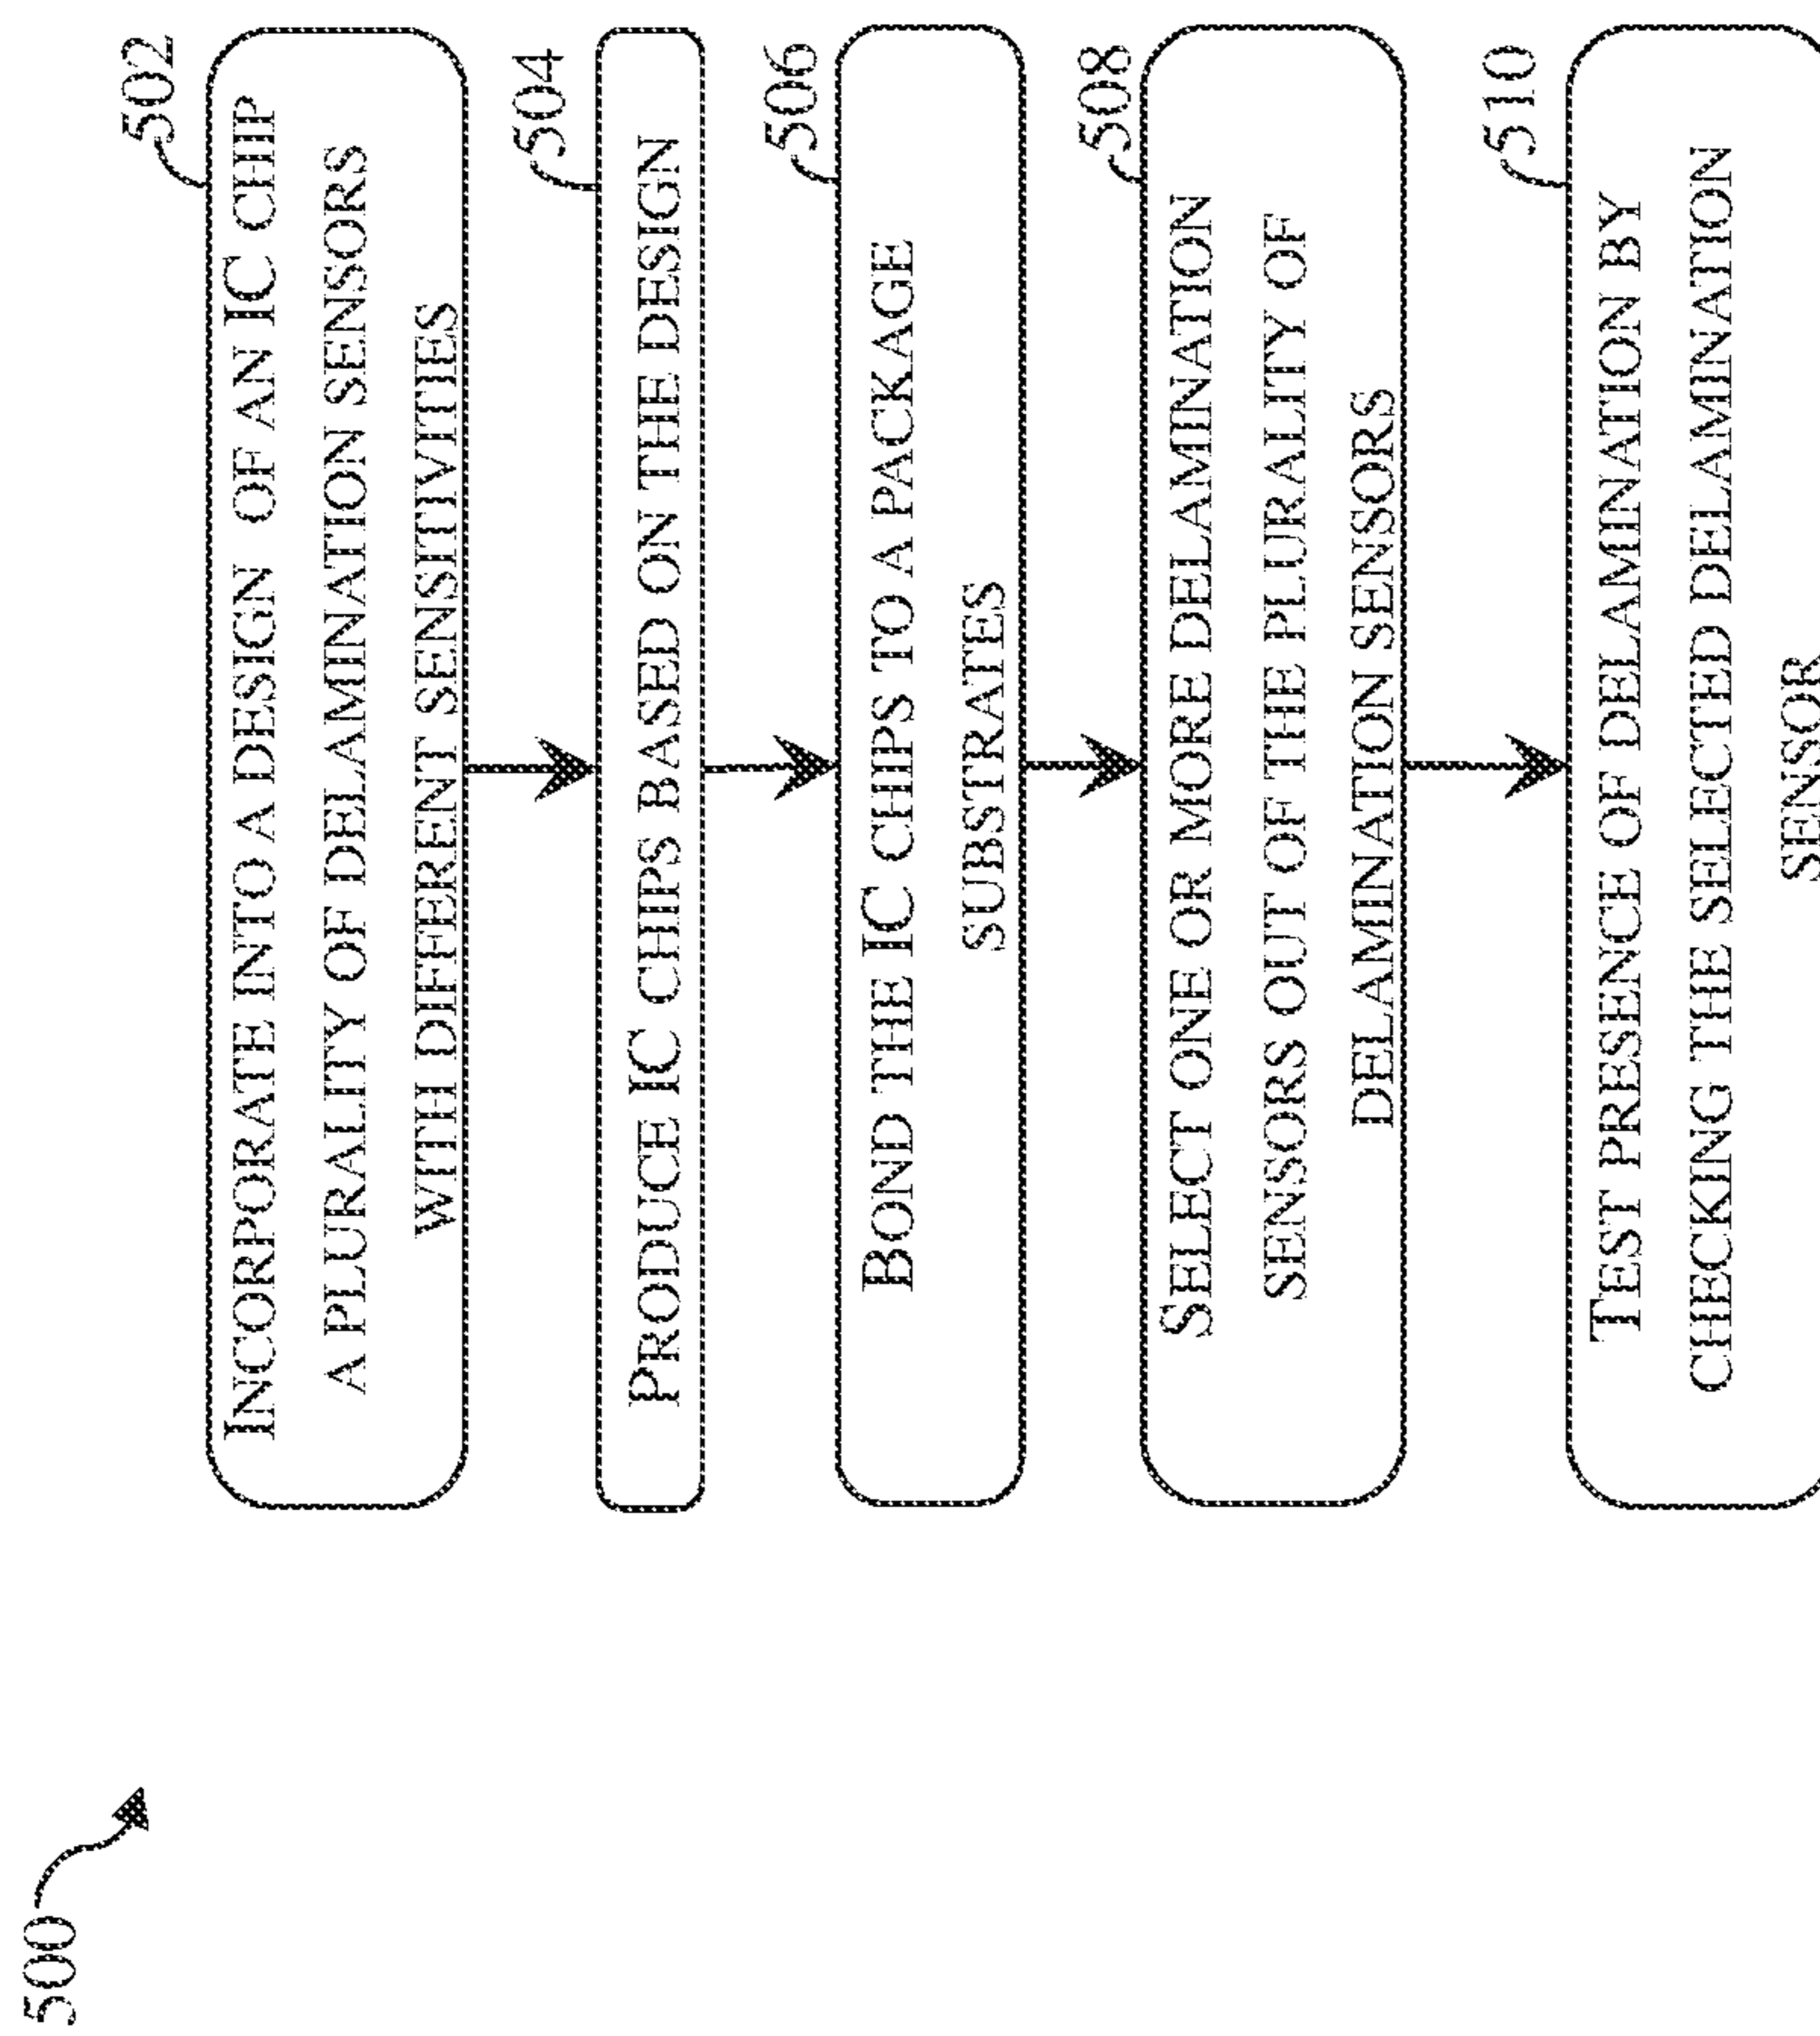 500
502
INCORPORATE INTO A DESIGN OF AN IC CHIP
A PLURALITY OF DELAMINATION SENSORS
WITH DIFFERENT SENSITIVITIES
504
PRODUCE IC CHIPS BASED ON THE DESIGN
506
BOND THE IC CHIPS TO A PACKAGE
SUBSTRATES
508
SELECT ONE OR MORE DELAMINATION
SENSORS OUT OF THE PLURALITY OF
DELAMINATION SENSORS
510
TEST PRESENCE OF DELAMINATION BY
CHECKING THE SELECTED DELAMINATION
SENSOR